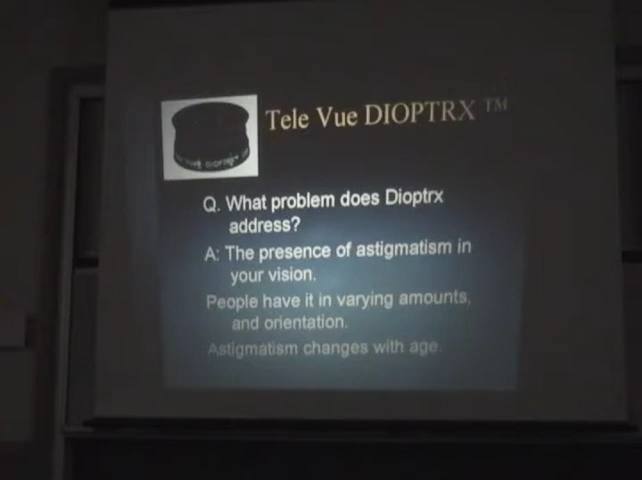 Tele Vue DIOPTRX ™
Q. What problem does Dioptrx
address?
A: The presence of astigmatism in
your vision.
People have it in varying amounts,
and orientation.
Astigmatism changes with age.